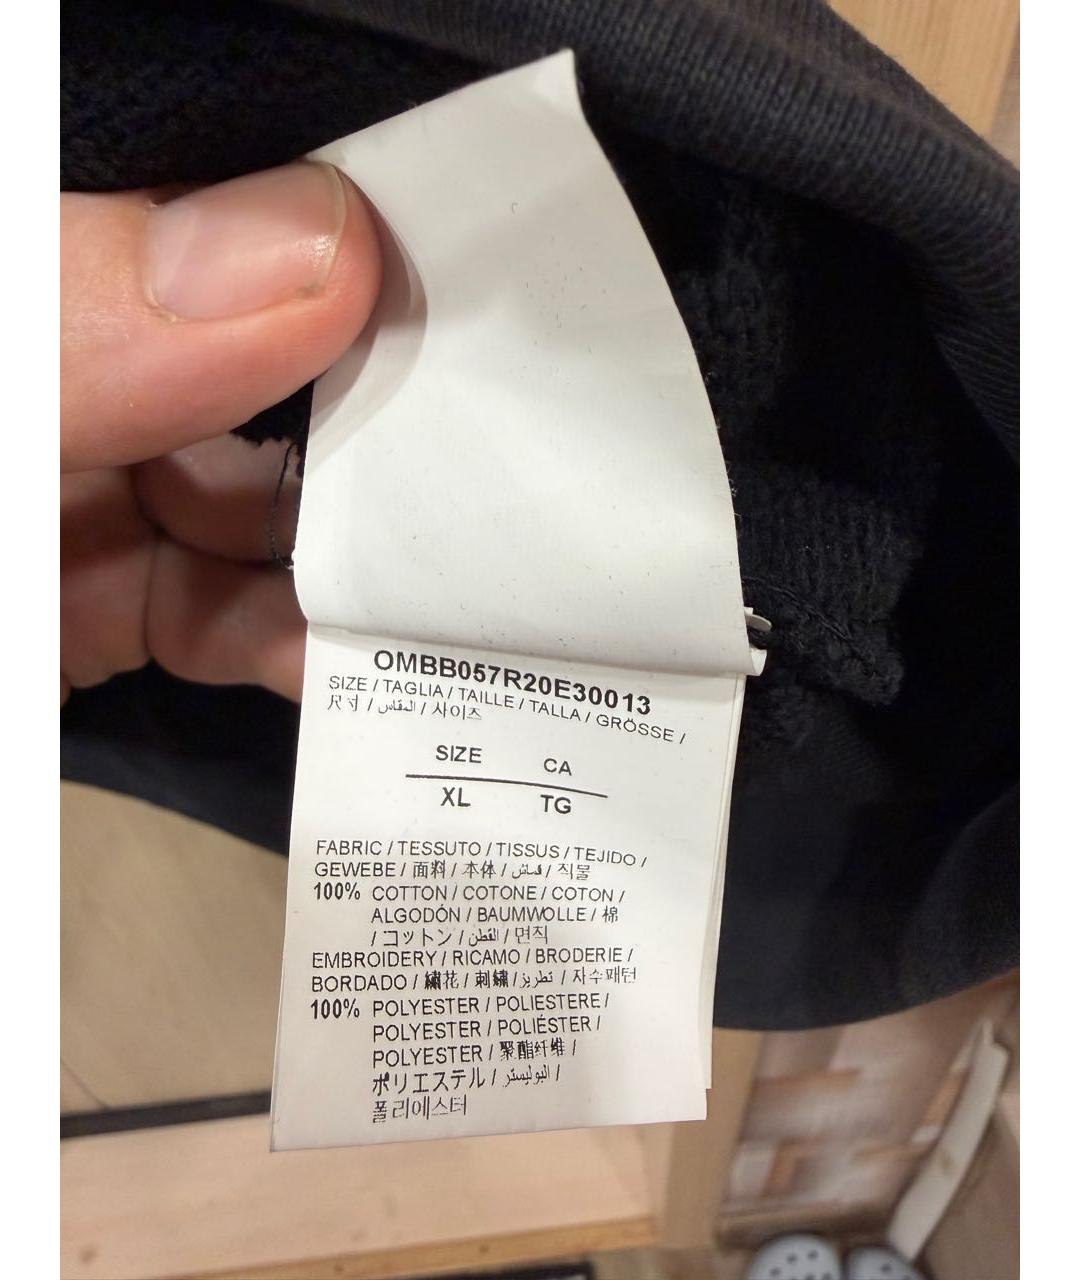 OMBB057R20E30013
SIZE / TAGLIA / TAILLE / TALLA / GRÖSSE /
尺寸 / المقاس / 사이즈
SIZE CA
XL TG
FABRIC / TESSUTO / TISSUS / TEJIDO /
GEWEBE / 面料 / 本体 / قماش / 직물
100% COTTON / COTONE / COTON /
ALGODÓN / BAUMWOLLE / 棉
/ コットン / القطن / 면직
EMBROIDERY / RICAMO / BRODERIE /
BORDADO / 繍花 / 刺繍 / تطريز / 자수패턴
100% POLYESTER / POLIESTERE /
POLYESTER / POLIÉSTER /
POLYESTER / 聚酯纤维 /
ポリエステル / البوليستر /
폴리에스터